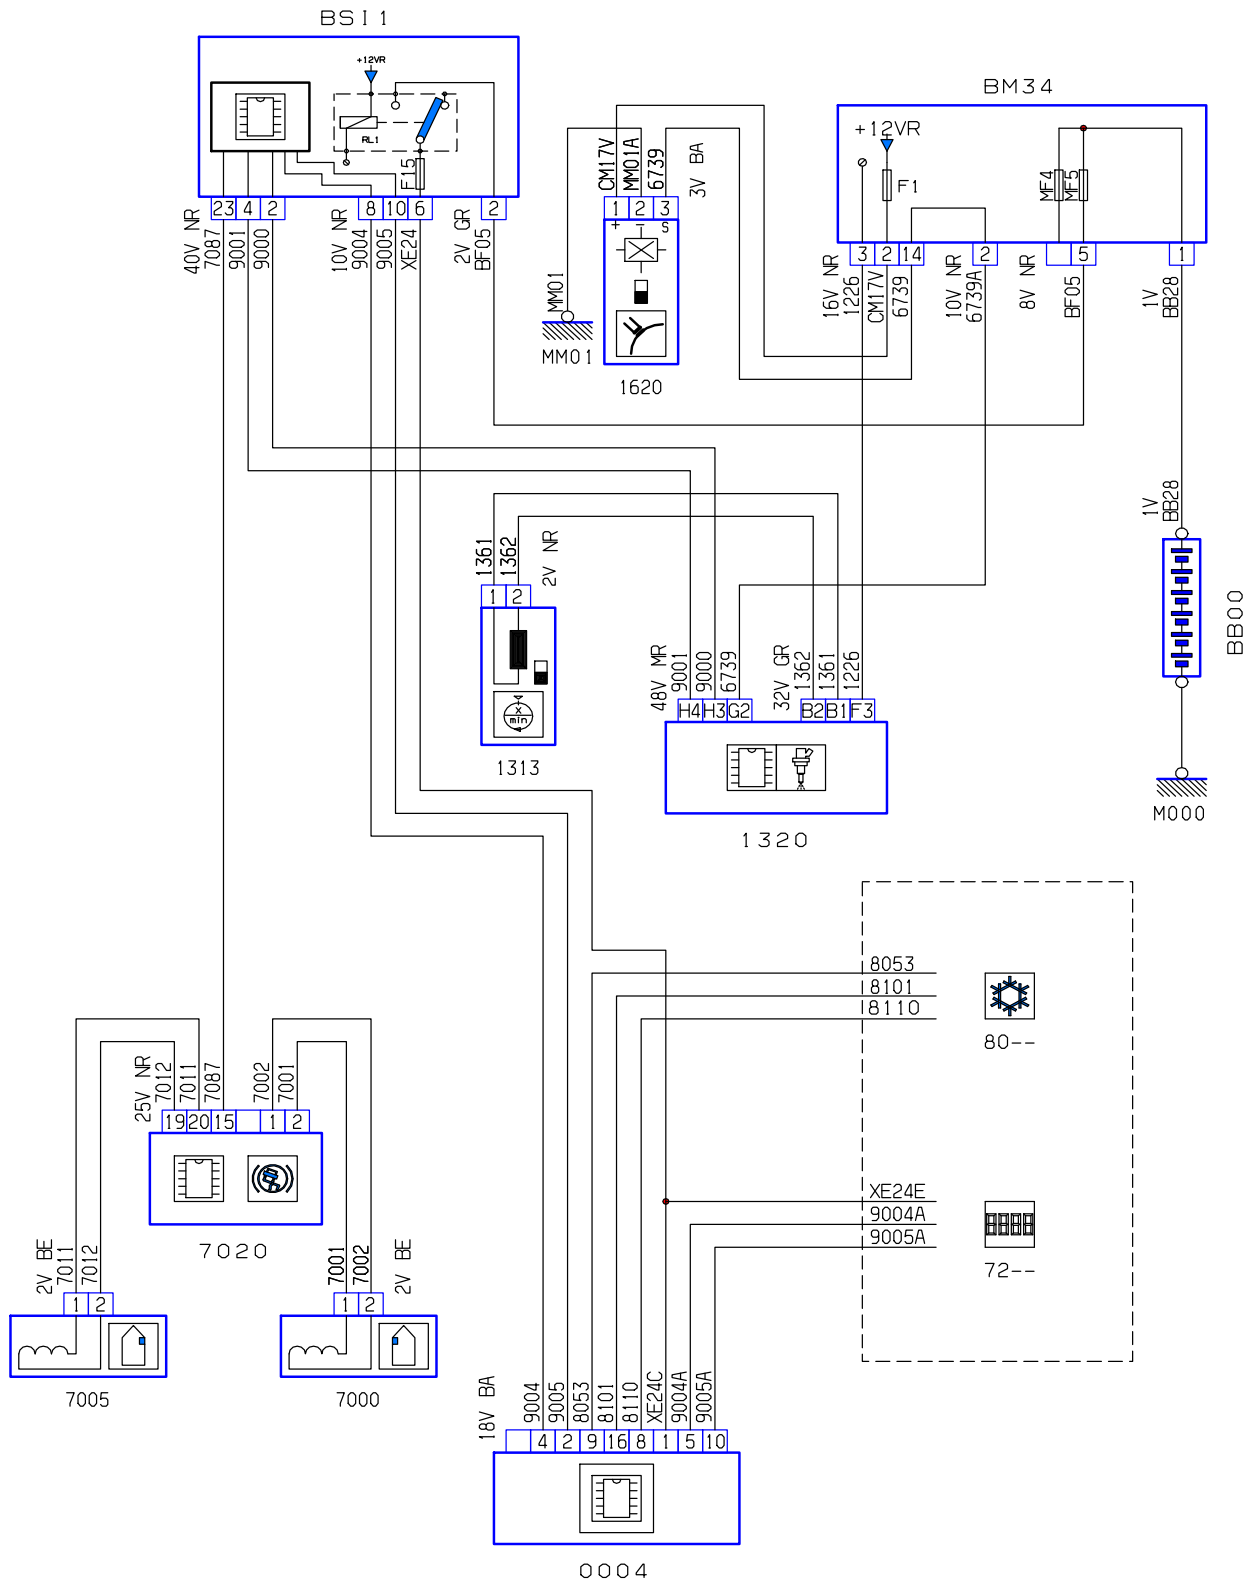 BSI1
+12VR
RL1
F15
23 4 2 8 10 6 2
40V NR
7087
9001
9000
10V NR
9004
9005
XE24
2V GR
BF05
BM34
+12VR
F1
MF4
MF5
3 2 14 2 5 1
16V NR
1226
CM17V
6739
10V NR
6739A
8V NR
BF05
1V
BB28
CM17V
MM01A
6739
3V BA
1 2 3
+ − S
MM01
MM01
1620
1V
BB28
BB00
M000
1361
1362
2V NR
1 2
x
min
1313
48V MR
9001
9000
6739
32V GR
1362
1361
1226
H4 H3 G2 B2 B1 F3
1320
8053
8101
8110
80--
XE24E
9004A
9005A
72--
25V NR
7012
7011
7087
7002
7001
19 20 15 1 2
7020
2V BE
7011
7012
1 2
7005
7001
7002
2V BE
1 2
7000
18V BA
9004
9005
8053
8101
8110
XE24C
9004A
9005A
4 2 9 16 8 1 5 10
0004